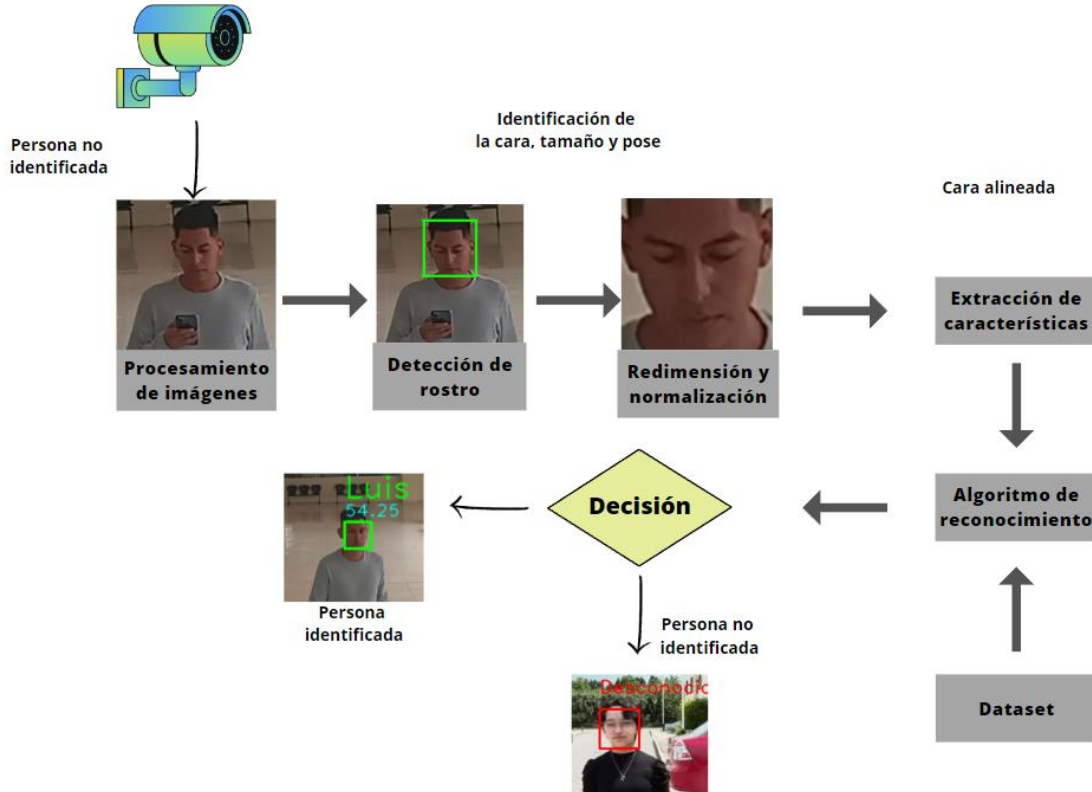 Persona no
identificada
Identificación de
la cara, tamaño y pose
Cara alineada
Procesamiento
de imágenes
Detección de
rostro
Redimensión y
normalización
Extracción de
características
Luis
54.25
Persona
identificada
Decisión
Algoritmo de
reconocimiento
Persona no
identificada
Desconodic
Dataset